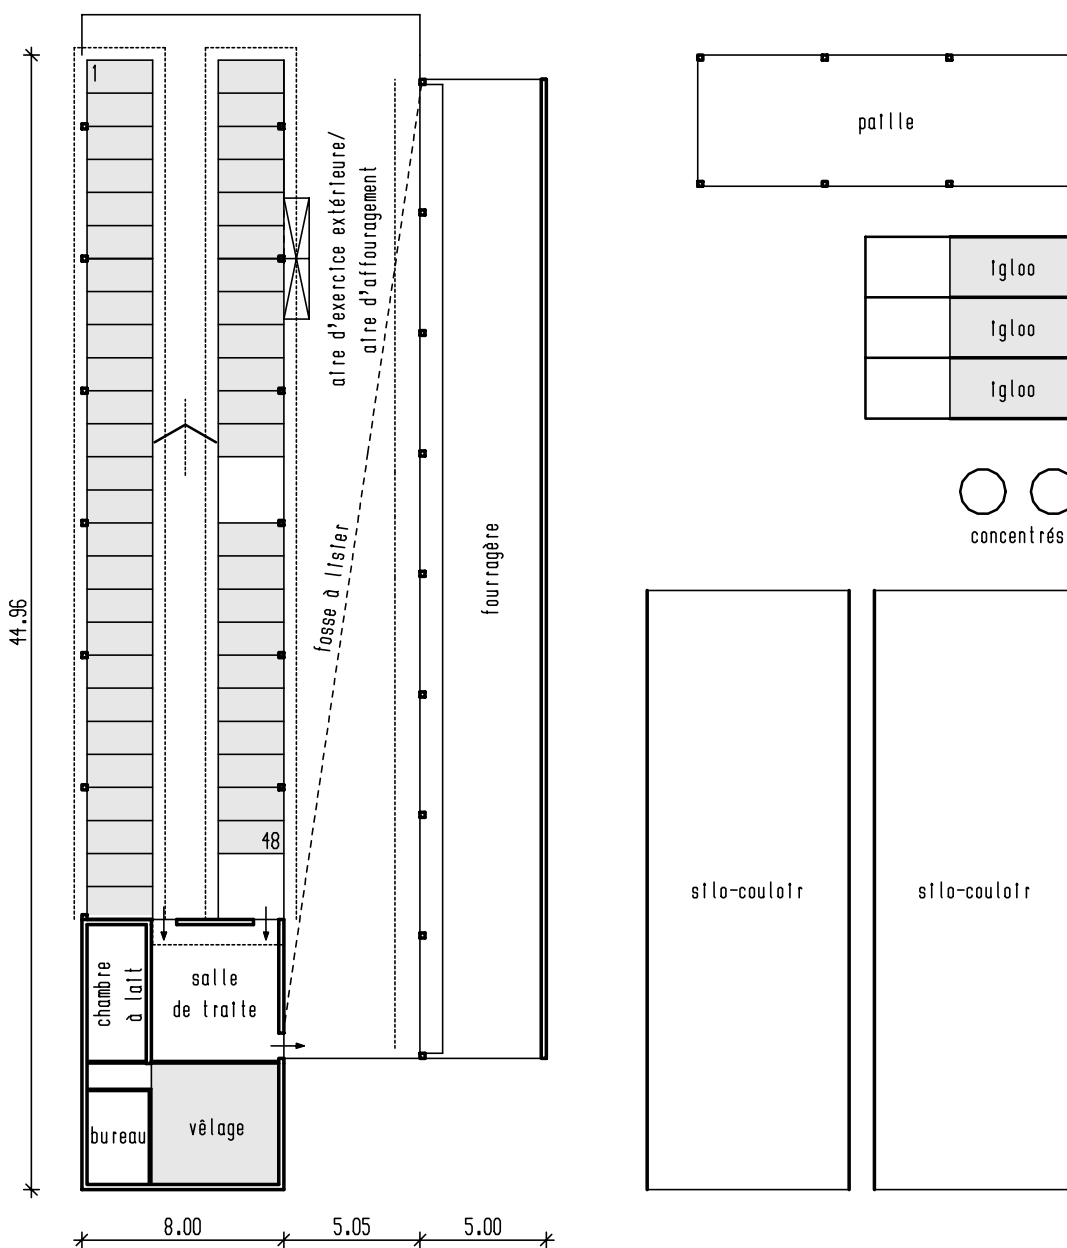 1
aire d'exercice extérieure/
aire d'affouragement
paille
igloo
igloo
igloo
concentrés
fosse à lisier
fourragère
44.96
48
silo-couloir
silo-couloir
chambre
à lait
salle
de traite
bureau
vêlage
8.00
5.05
5.00